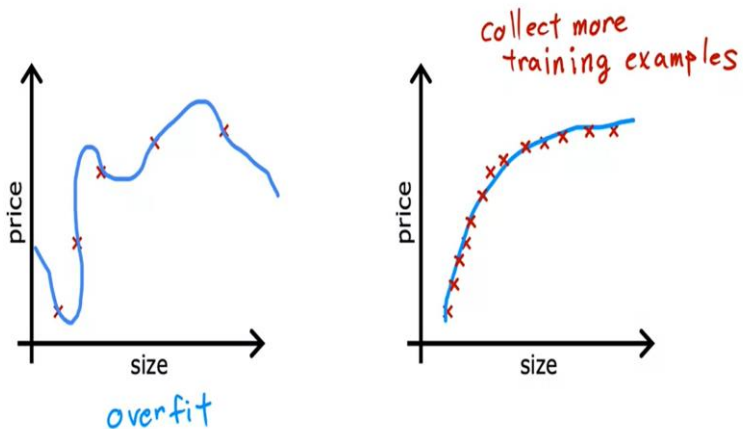 collect more
training examples
price
size
overfit
price
size